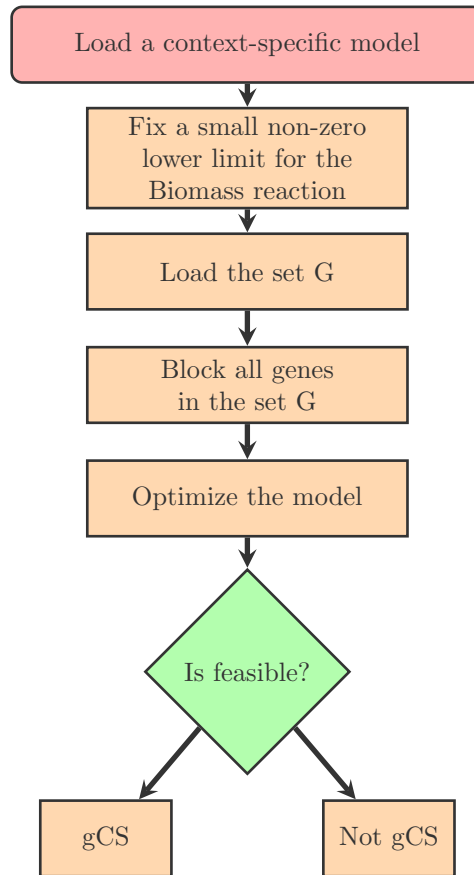 Load a context-specific model
Fix a small non-zero
lower limit for the
Biomass reaction
Load the set G
Block all genes
in the set G
Optimize the model
Is feasible?
gCS
Not gCS